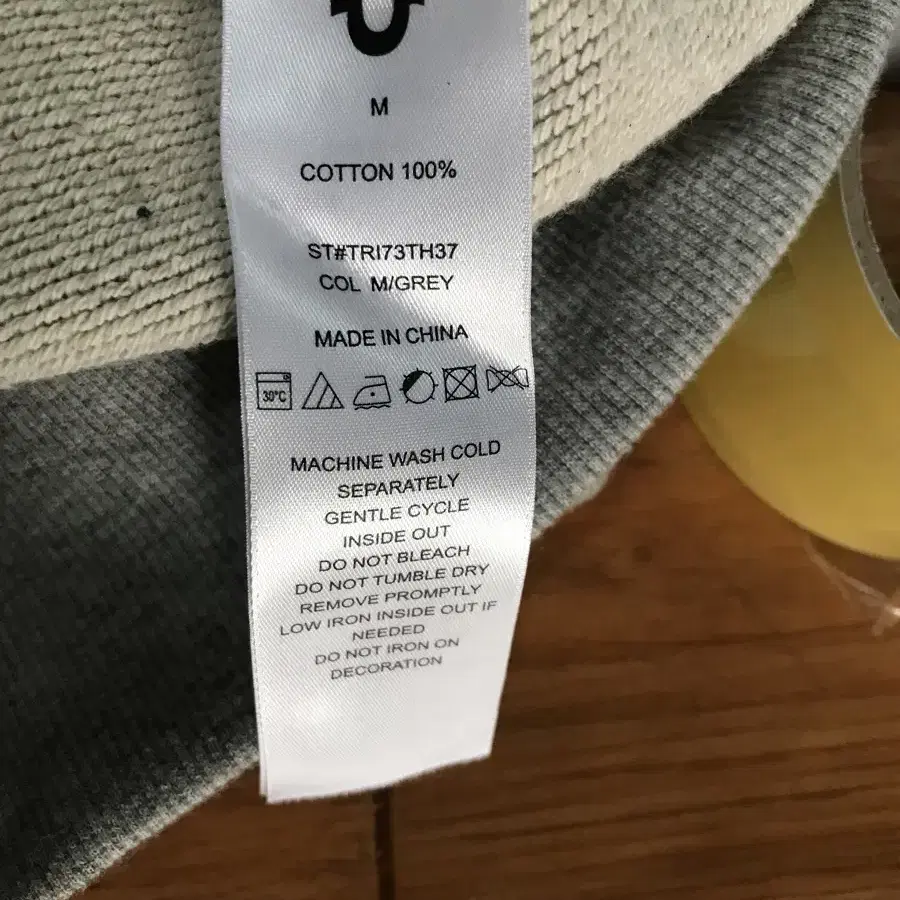 M
COTTON 100%
ST#TRI73TH37
COL M/GREY
MADE IN CHINA
30°C
MACHINE WASH COLD
SEPARATELY
GENTLE CYCLE
INSIDE OUT
DO NOT BLEACH
DO NOT TUMBLE DRY
REMOVE PROMPTLY
LOW IRON INSIDE OUT IF
NEEDED
DO NOT IRON ON
DECORATION